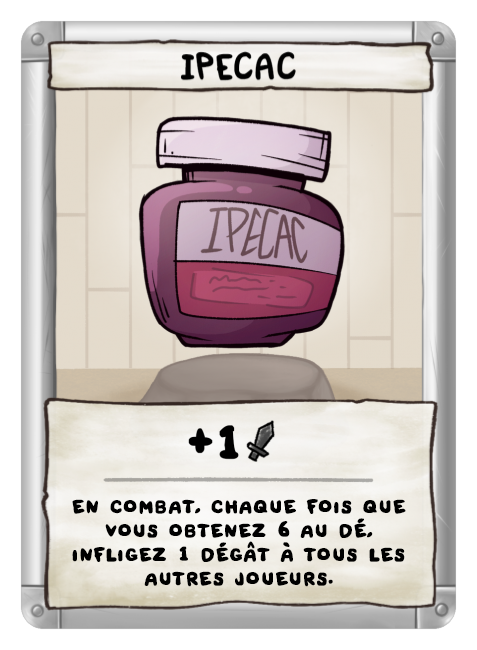 IPECAC
IPECAC
+1
EN COMBAT, CHAQUE FOIS QUE
VOUS OBTENEZ 6 AU DÉ,
INFLIGEZ 1 DÉGÂT À TOUS LES
AUTRES JOUEURS.